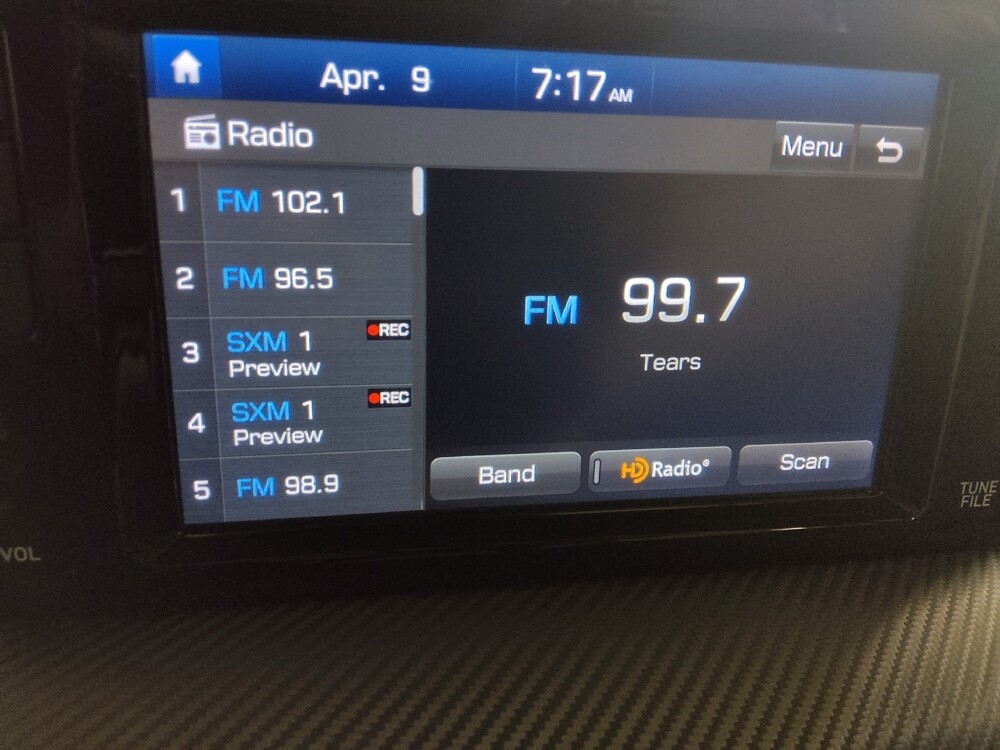 Apr. 9 7:17 AM
Radio Menu
1 FM 102.1
2 FM 96.5
3 SXM 1 REC
Preview
4 SXM 1 REC
Preview
5 FM 98.9
FM 99.7
Tears
Band HD Radio® Scan
VOL
TUNE
FILE